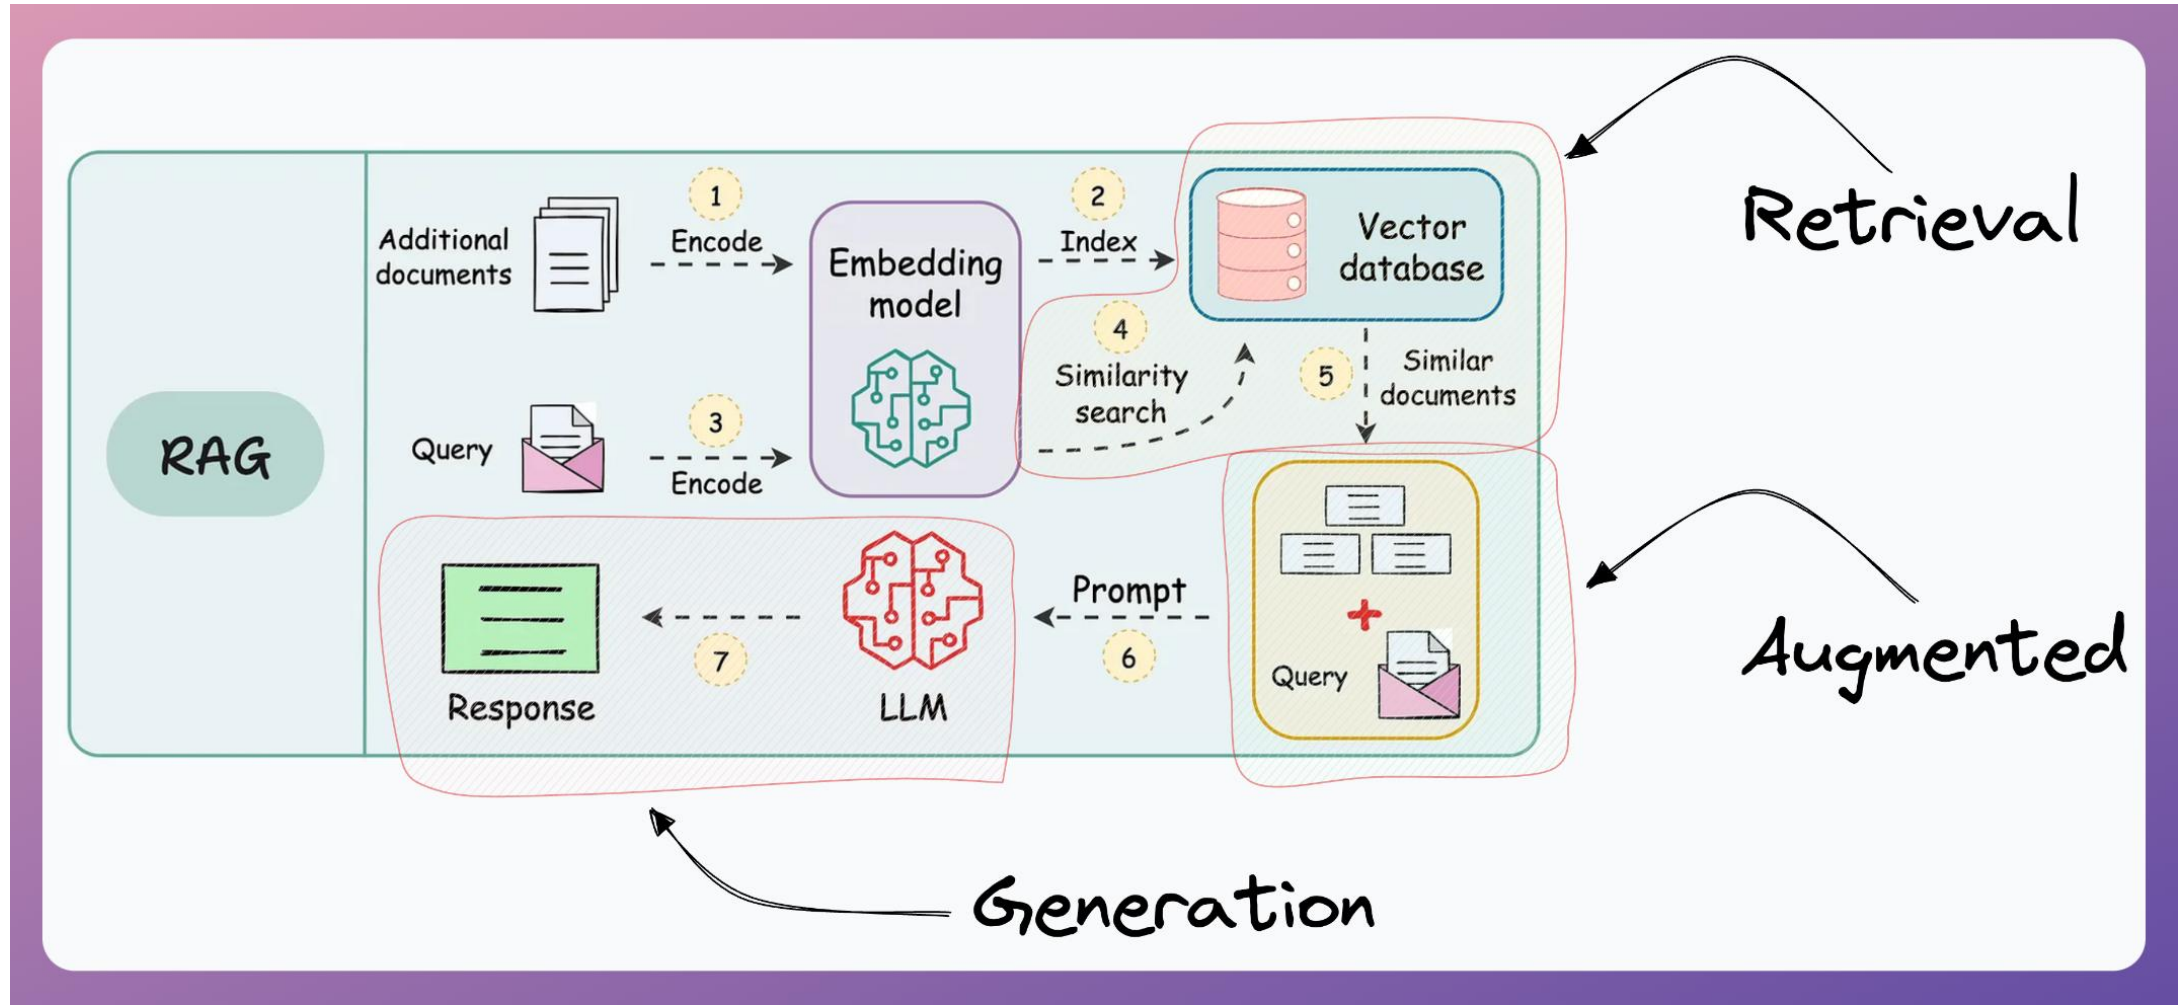 RAG
Additional
documents
1
Encode
Embedding
model
2
Index
Vector
database
Retrieval
Query
3
Encode
4
Similarity
search
5
Similar
documents
Query
Augmented
Prompt
6
LLM
7
Response
Generation